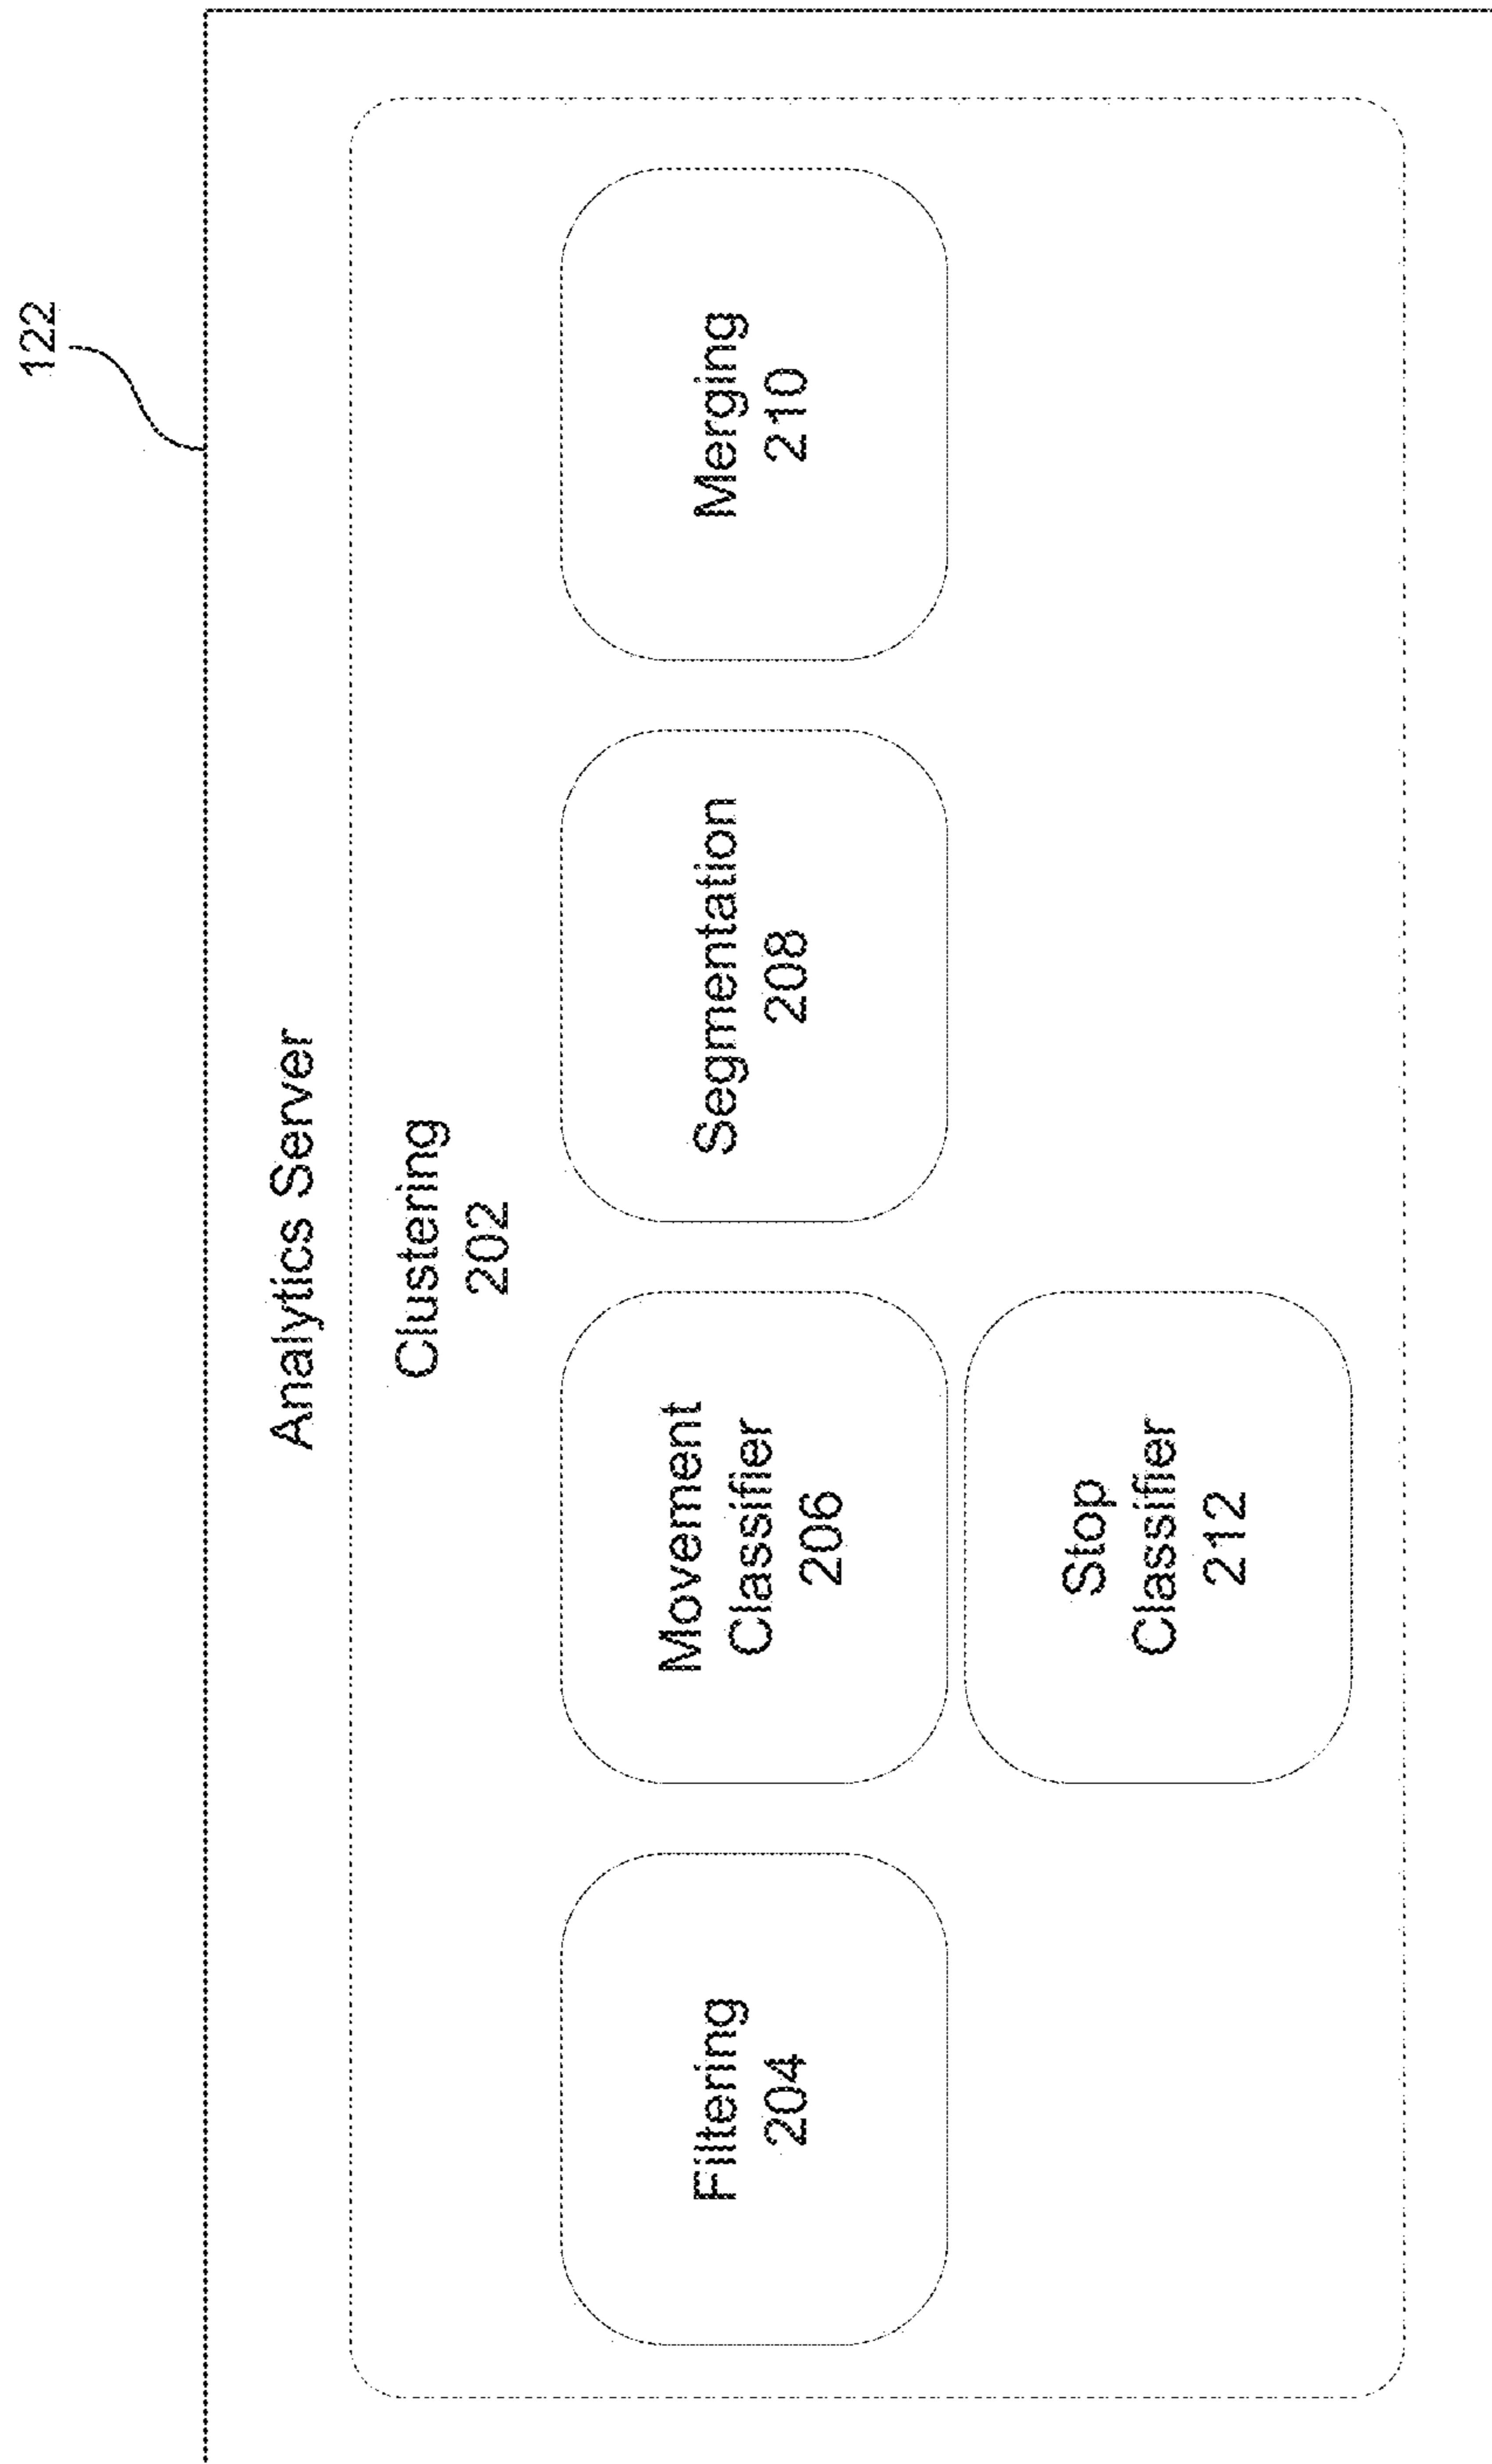 122
Analytics Server
Clustering
202
Filtering
204
Movement
Classifier
206
Segmentation
208
Merging
210
Stop
Classifier
212